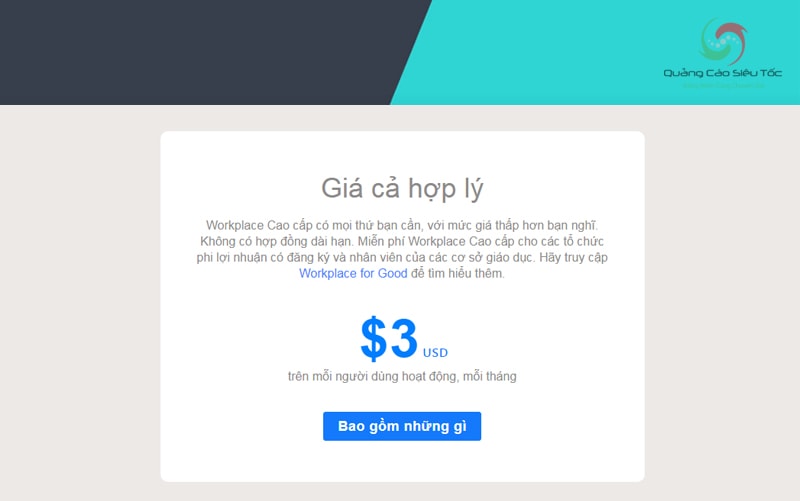 Quảng Cáo Siêu Tốc
Giá cả hợp lý
Workplace Cao cấp có mọi thứ bạn cần, với mức giá thấp hơn bạn nghĩ.
Không có hợp đồng dài hạn. Miễn phí Workplace Cao cấp cho các tổ chức
phi lợi nhuận có đăng ký và nhân viên của các cơ sở giáo dục. Hãy truy cập
Workplace for Good để tìm hiểu thêm.
$3 USD
trên mỗi người dùng hoạt động, mỗi tháng
Bao gồm những gì